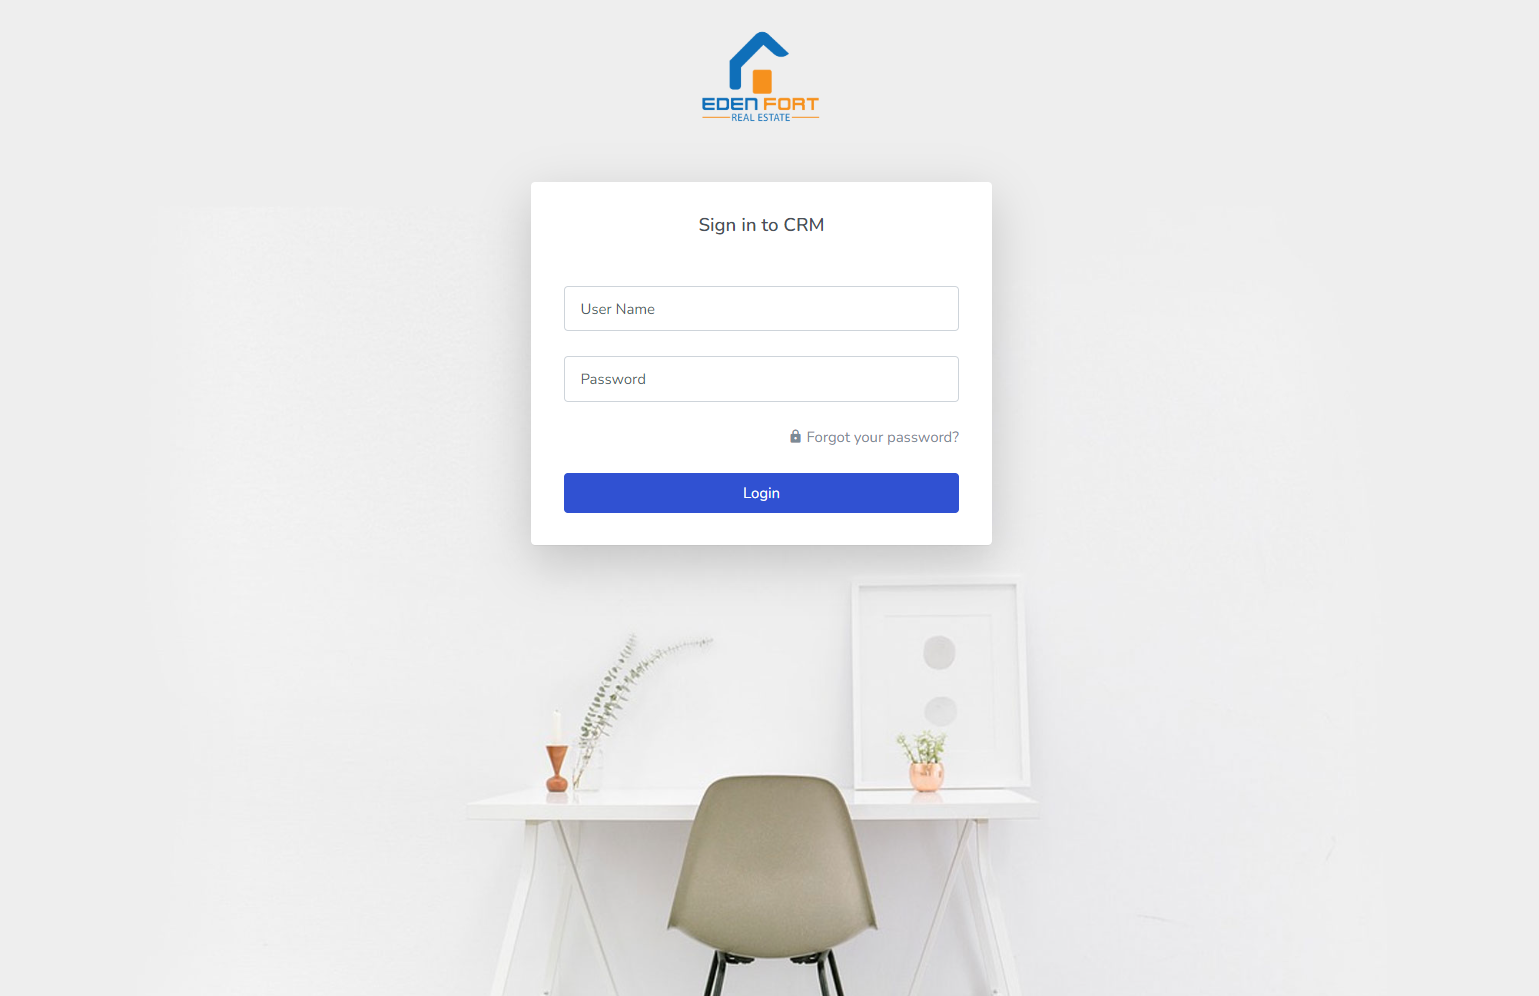 EDEN FORT
REAL ESTATE
Sign in to CRM
User Name
Password
Forgot your password?
Login